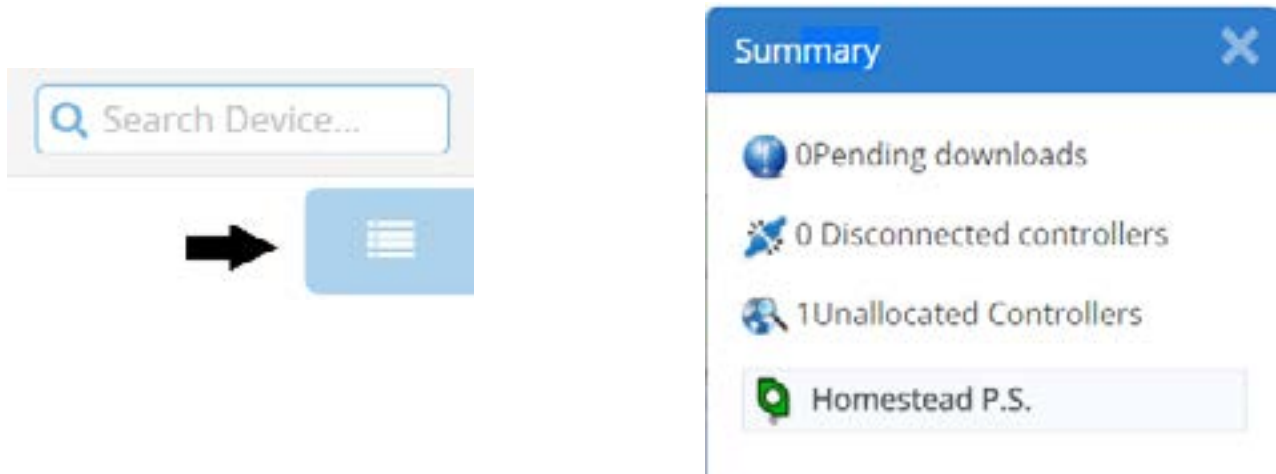 Search Device...
Summary
0Pending downloads
0 Disconnected controllers
1Unallocated Controllers
Homestead P.S.